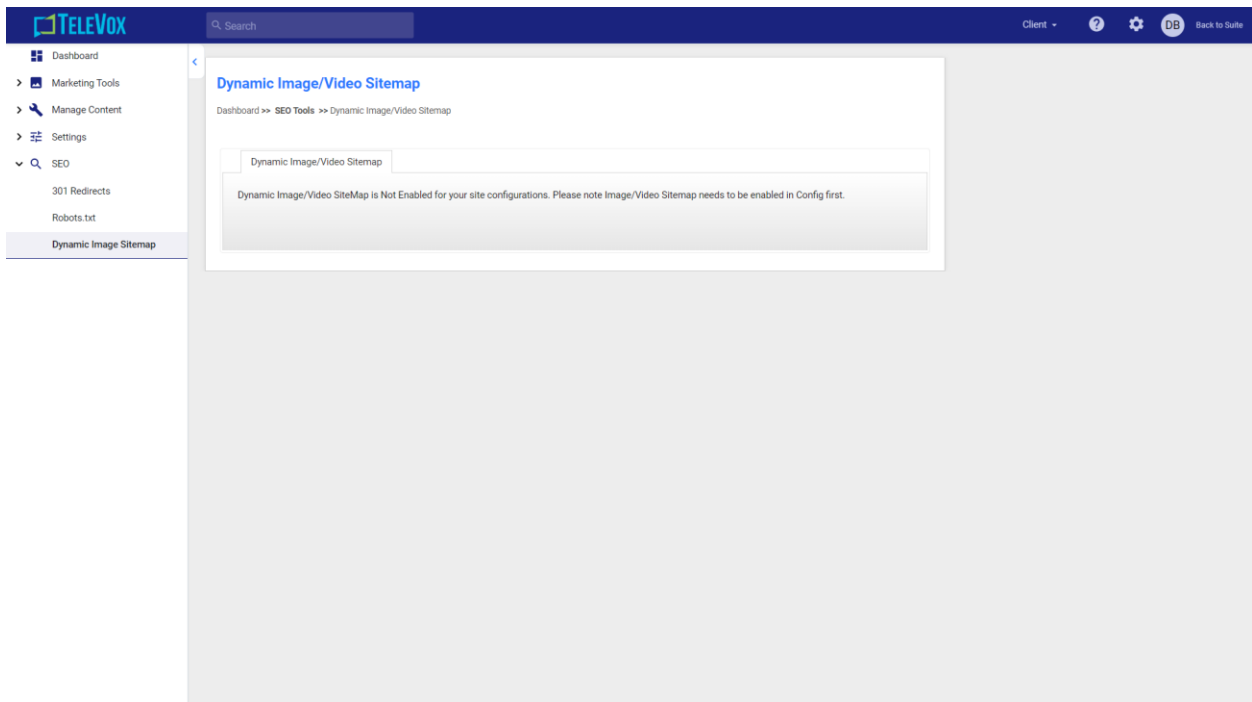 TELEVOX
Search
Client
?
DB
Back to Suite
Dashboard
Marketing Tools
Manage Content
Settings
SEO
301 Redirects
Robots.txt
Dynamic Image Sitemap
Dynamic Image/Video Sitemap
Dashboard >> SEO Tools >> Dynamic Image/Video Sitemap
Dynamic Image/Video Sitemap
Dynamic Image/Video SiteMap is Not Enabled for your site configurations. Please note Image/Video Sitemap needs to be enabled in Config first.